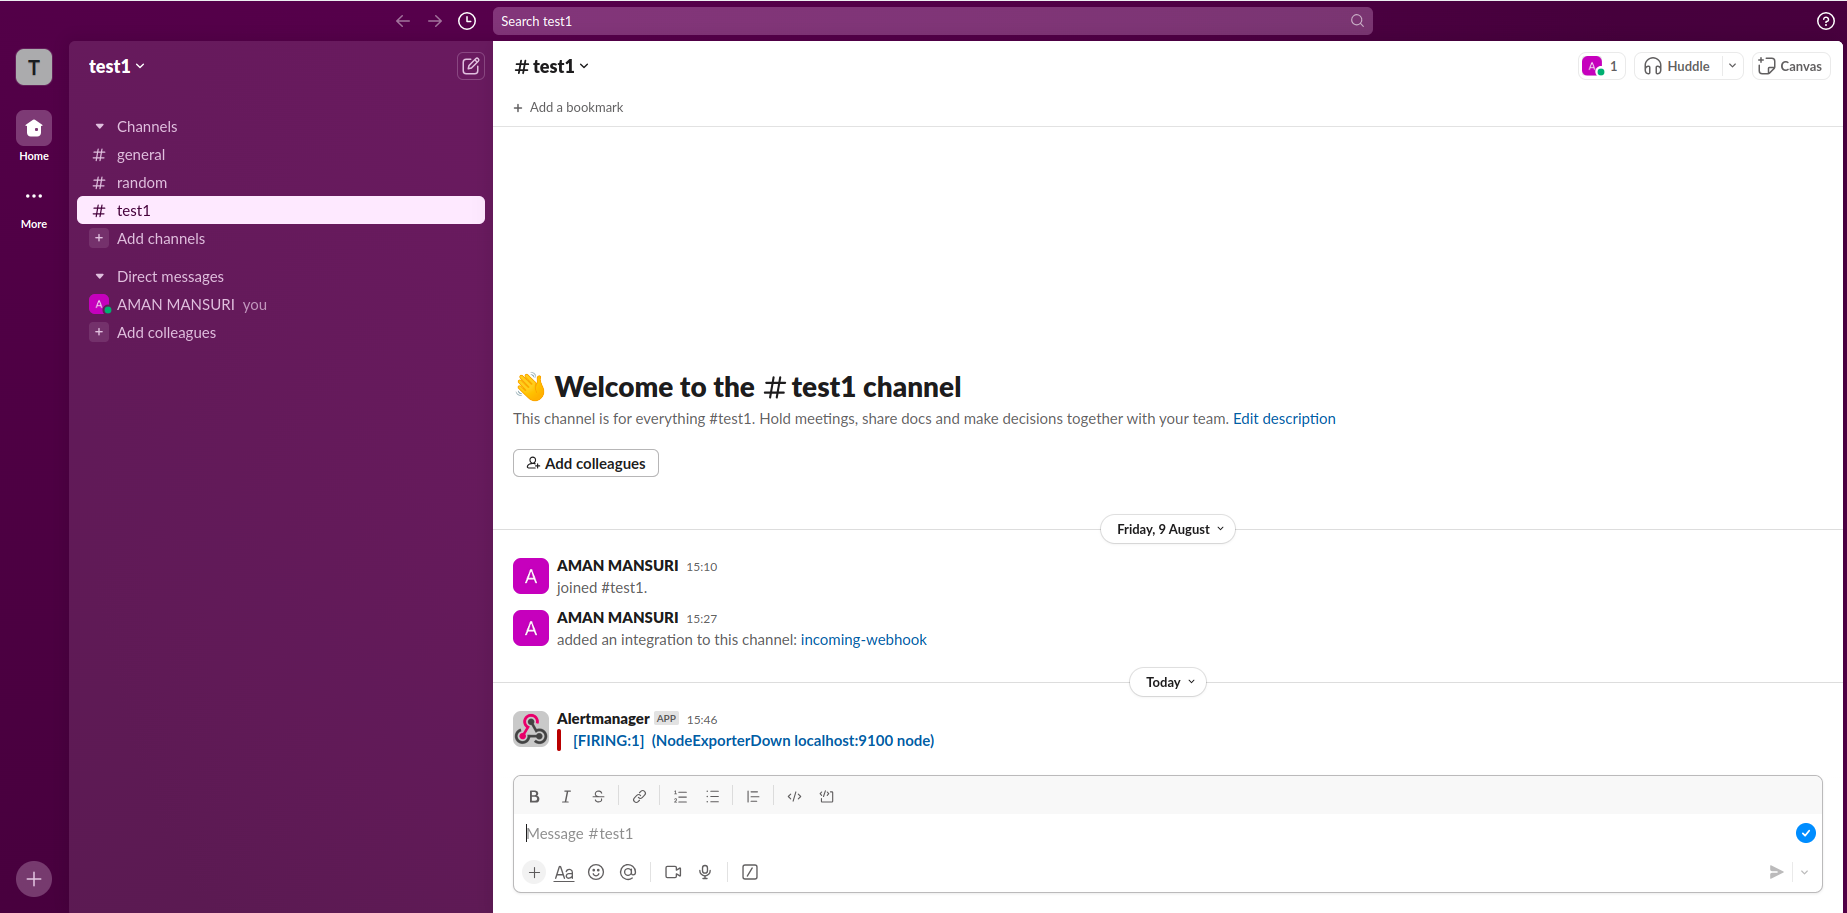 Search test1
T
Home
More
test1
Channels
# general
# random
# test1
+ Add channels
Direct messages
A AMAN MANSURI you
+ Add colleagues
# test1
A 1
Huddle
Canvas
+ Add a bookmark
👋 Welcome to the # test1 channel
This channel is for everything #test1. Hold meetings, share docs and make decisions together with your team. Edit description
Add colleagues
Friday, 9 August
A
AMAN MANSURI 15:10
joined #test1.
A
AMAN MANSURI 15:27
added an integration to this channel: incoming-webhook
Today
Alertmanager APP 15:46
[FIRING:1] (NodeExporterDown localhost:9100 node)
B I S
Message #test1
+ Aa @